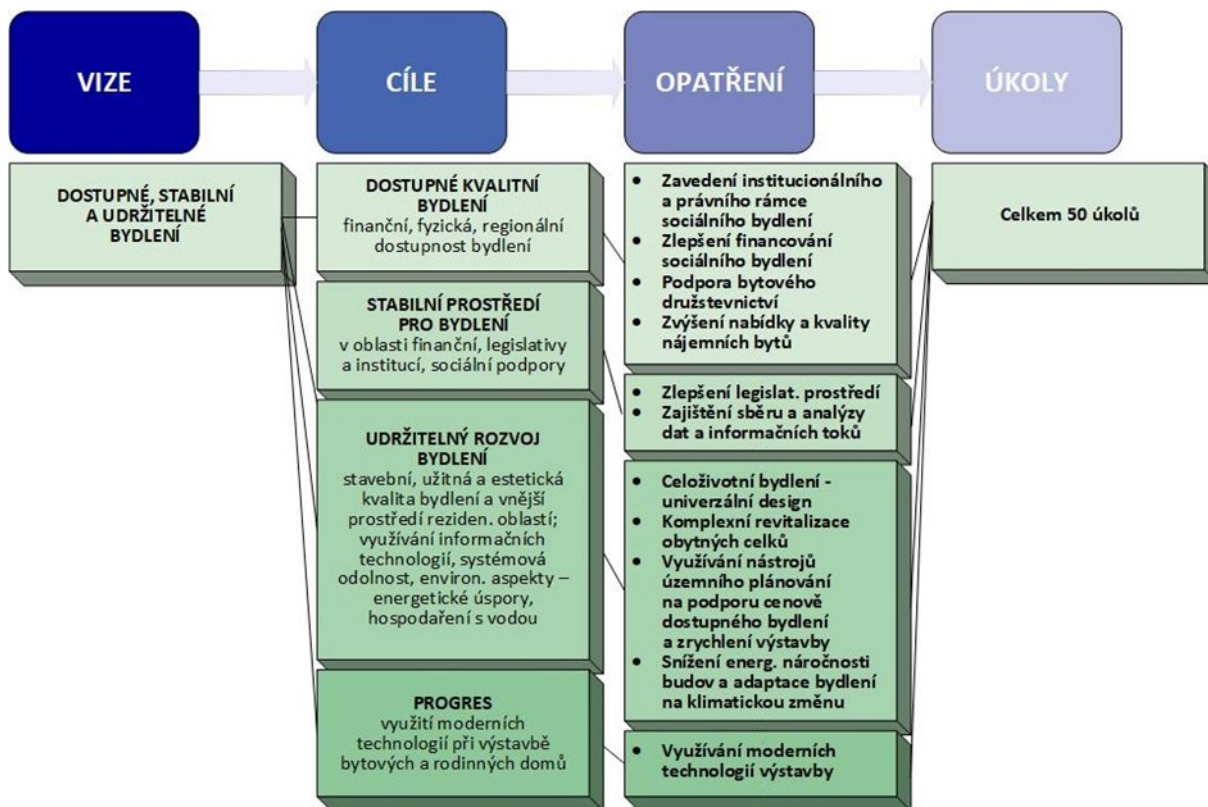 VIZE
CÍLE
OPATŘENÍ
ÚKOLY
DOSTUPNÉ, STABILNÍ
A UDRŽITELNÉ
BYDLENÍ
DOSTUPNÉ KVALITNÍ
BYDLENÍ
finanční, fyzická, regionální
dostupnost bydlení
STABILNÍ PROSTŘEDÍ
PRO BYDLENÍ
v oblasti finanční, legislativy
a institucí, sociální podpory
UDRŽITELNÝ ROZVOJ
BYDLENÍ
stavební, užitná a estetická
kvalita bydlení a vnější
prostředí reziden. oblastí;
využívání informačních
technologií, systémová
odolnost, environ. aspekty –
energetické úspory,
hospodaření s vodou
PROGRES
využití moderních
technologií při výstavbě
bytových a rodinných domů
• Zavedení institucionálního
a právního rámce
sociálního bydlení
• Zlepšení financování
sociálního bydlení
• Podpora bytového
družstevnictví
• Zvýšení nabídky a kvality
nájemních bytů
• Zlepšení legislat. prostředí
• Zajištění sběru a analýzy
dat a informačních toků
• Celoživotní bydlení -
univerzální design
• Komplexní revitalizace
obytných celků
• Využívání nástrojů
územního plánování
na podporu cenově
dostupného bydlení
a zrychlení výstavby
• Snížení energ. náročnosti
budov a adaptace bydlení
na klimatickou změnu
• Využívání moderních
technologií výstavby
Celkem 50 úkolů